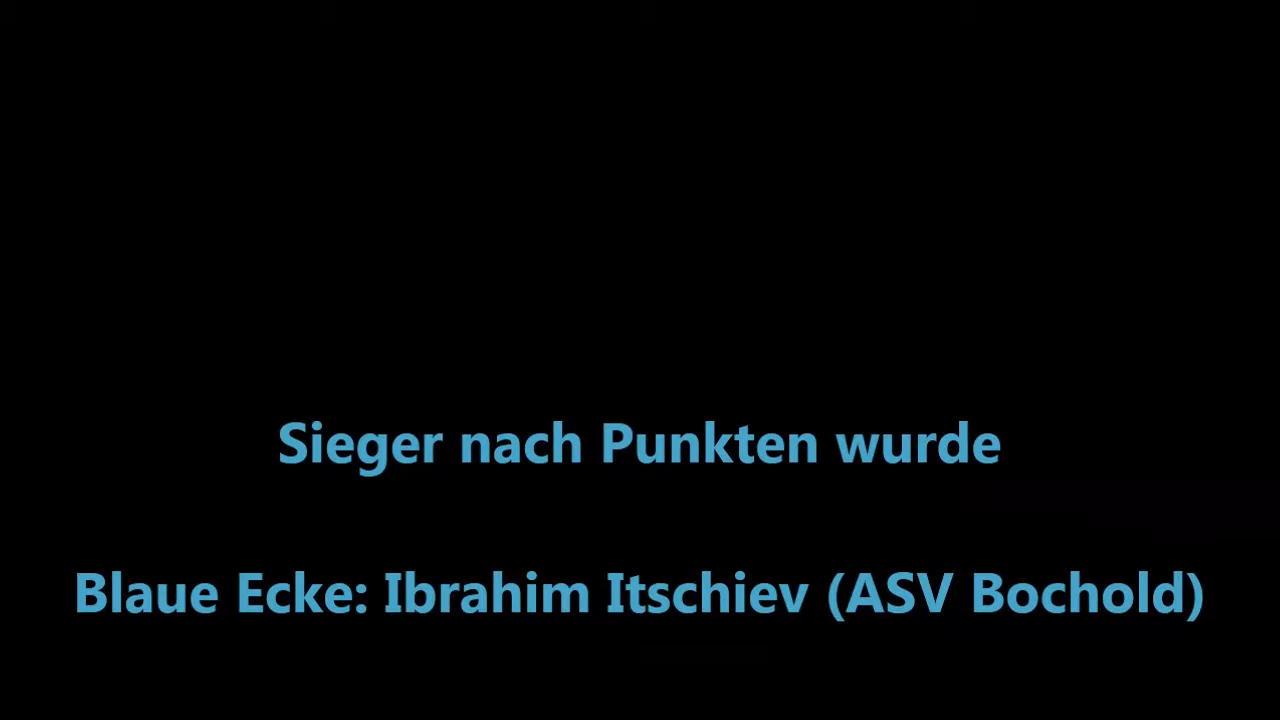 Sieger nach Punkten wurde
Blaue Ecke: Ibrahim Itschiev (ASV Bochold)